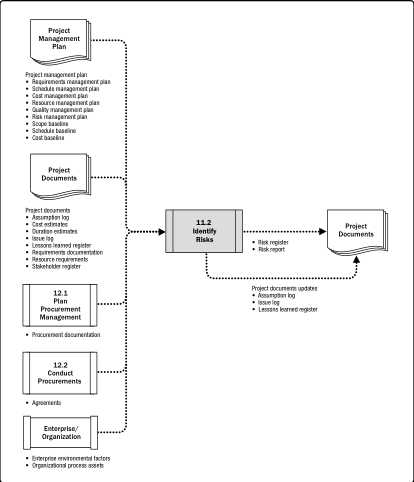 Project
Management
Plan
Project management plan
• Requirements management plan
• Schedule management plan
• Cost management plan
• Resource management plan
• Quality management plan
• Risk management plan
• Scope baseline
• Schedule baseline
• Cost baseline
Project
Documents
Project documents
• Assumption log
• Cost estimates
• Duration estimates
• Issue log
• Lessons learned register
• Requirements documentation
• Resource requirements
• Stakeholder register
12.1
Plan
Procurement
Management
• Procurement documentation
12.2
Conduct
Procurements
• Agreements
Enterprise/
Organization
• Enterprise environmental factors
• Organizational process assets
11.2
Identify
Risks
• Risk register
• Risk report
Project
Documents
Project documents updates
• Assumption log
• Issue log
• Lessons learned register